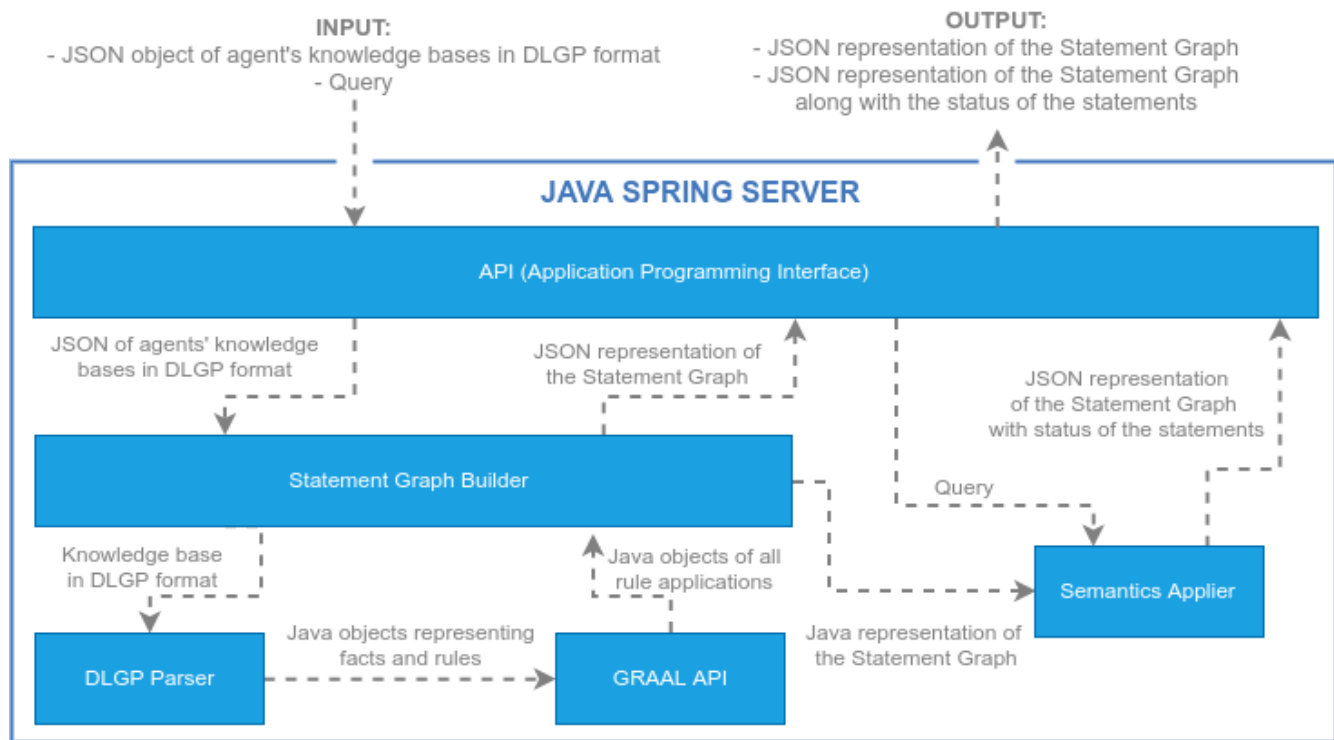 INPUT:
- JSON object of agent's knowledge bases in DLGP format
- Query
OUTPUT:
- JSON representation of the Statement Graph
- JSON representation of the Statement Graph
along with the status of the statements
JAVA SPRING SERVER
API (Application Programming Interface)
JSON of agents' knowledge
bases in DLGP format
JSON representation of
the Statement Graph
JSON representation
of the Statement Graph
with status of the statements
Statement Graph Builder
Query
Knowledge base
in DLGP format
Java objects of all
rule applications
Semantics Applier
Java objects representing
facts and rules
Java representation of
the Statement Graph
DLGP Parser
GRAAL API